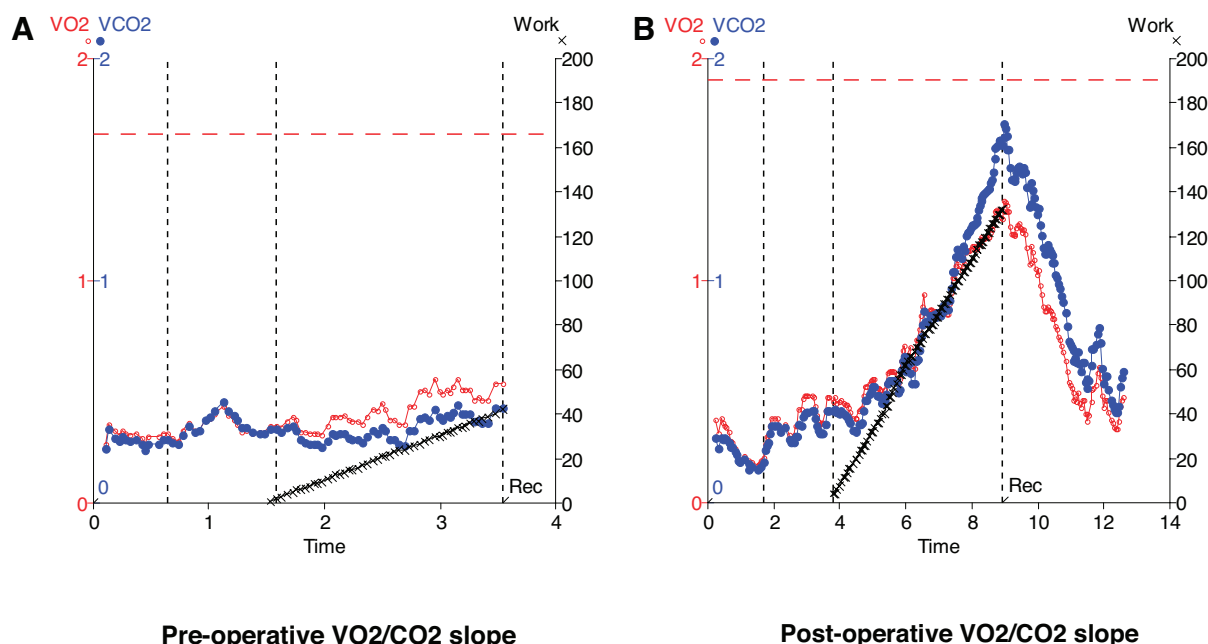 A
VO2 VCO2
Work
2 2
200
180
160
140
120
1 1
100
80
60
40
20
0 0
Rec
0
0 1 2 3 4
Time
Pre-operative VO2/CO2 slope
B
VO2 VCO2
Work
2 2
200
180
160
140
120
1 1
100
80
60
40
20
0 0
Rec
0
0 2 4 6 8 10 12 14
Time
Post-operative VO2/CO2 slope